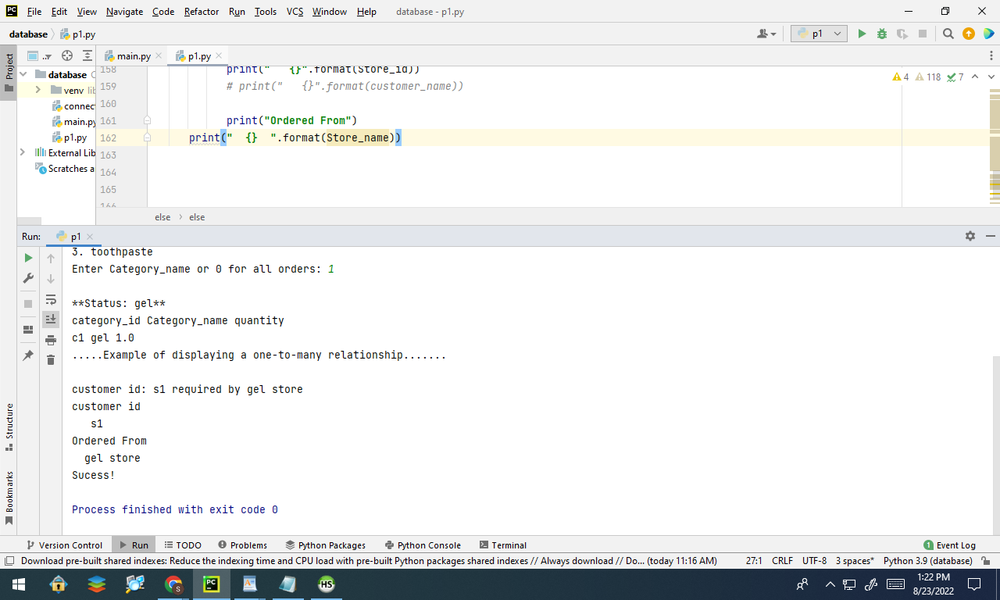 PC File Edit View Navigate Code Refactor Run Tools VCS Window Help database - p1.py
database p1.py p1
Project .. main.py p1.py
database
venv lib
connect
main.py
p1.py
External Lib
Scratches a
158 print("   {}".format(Store_id))
159 # print("   {}".format(customer_name))
160
161 print("Ordered From")
162 print("  {}  ".format(Store_name))
163
164
165
166
4 118 7
else else
Run: p1
3. toothpaste
Enter Category_name or 0 for all orders: 1
**Status: gel**
category_id Category_name quantity
c1 gel 1.0
.....Example of displaying a one-to-many relationship.......
customer id: s1 required by gel store
customer id
s1
Ordered From
gel store
Sucess!
Process finished with exit code 0
Structure
Bookmarks
Version Control Run TODO Problems Python Packages Python Console Terminal 1 Event Log
Download pre-built shared indexes: Reduce the indexing time and CPU load with pre-built Python packages shared indexes // Always download // Do... (today 11:16 AM) 27:1 CRLF UTF-8 3 spaces* Python 3.9 (database)
S PC HS 1:22 PM
8/23/2022